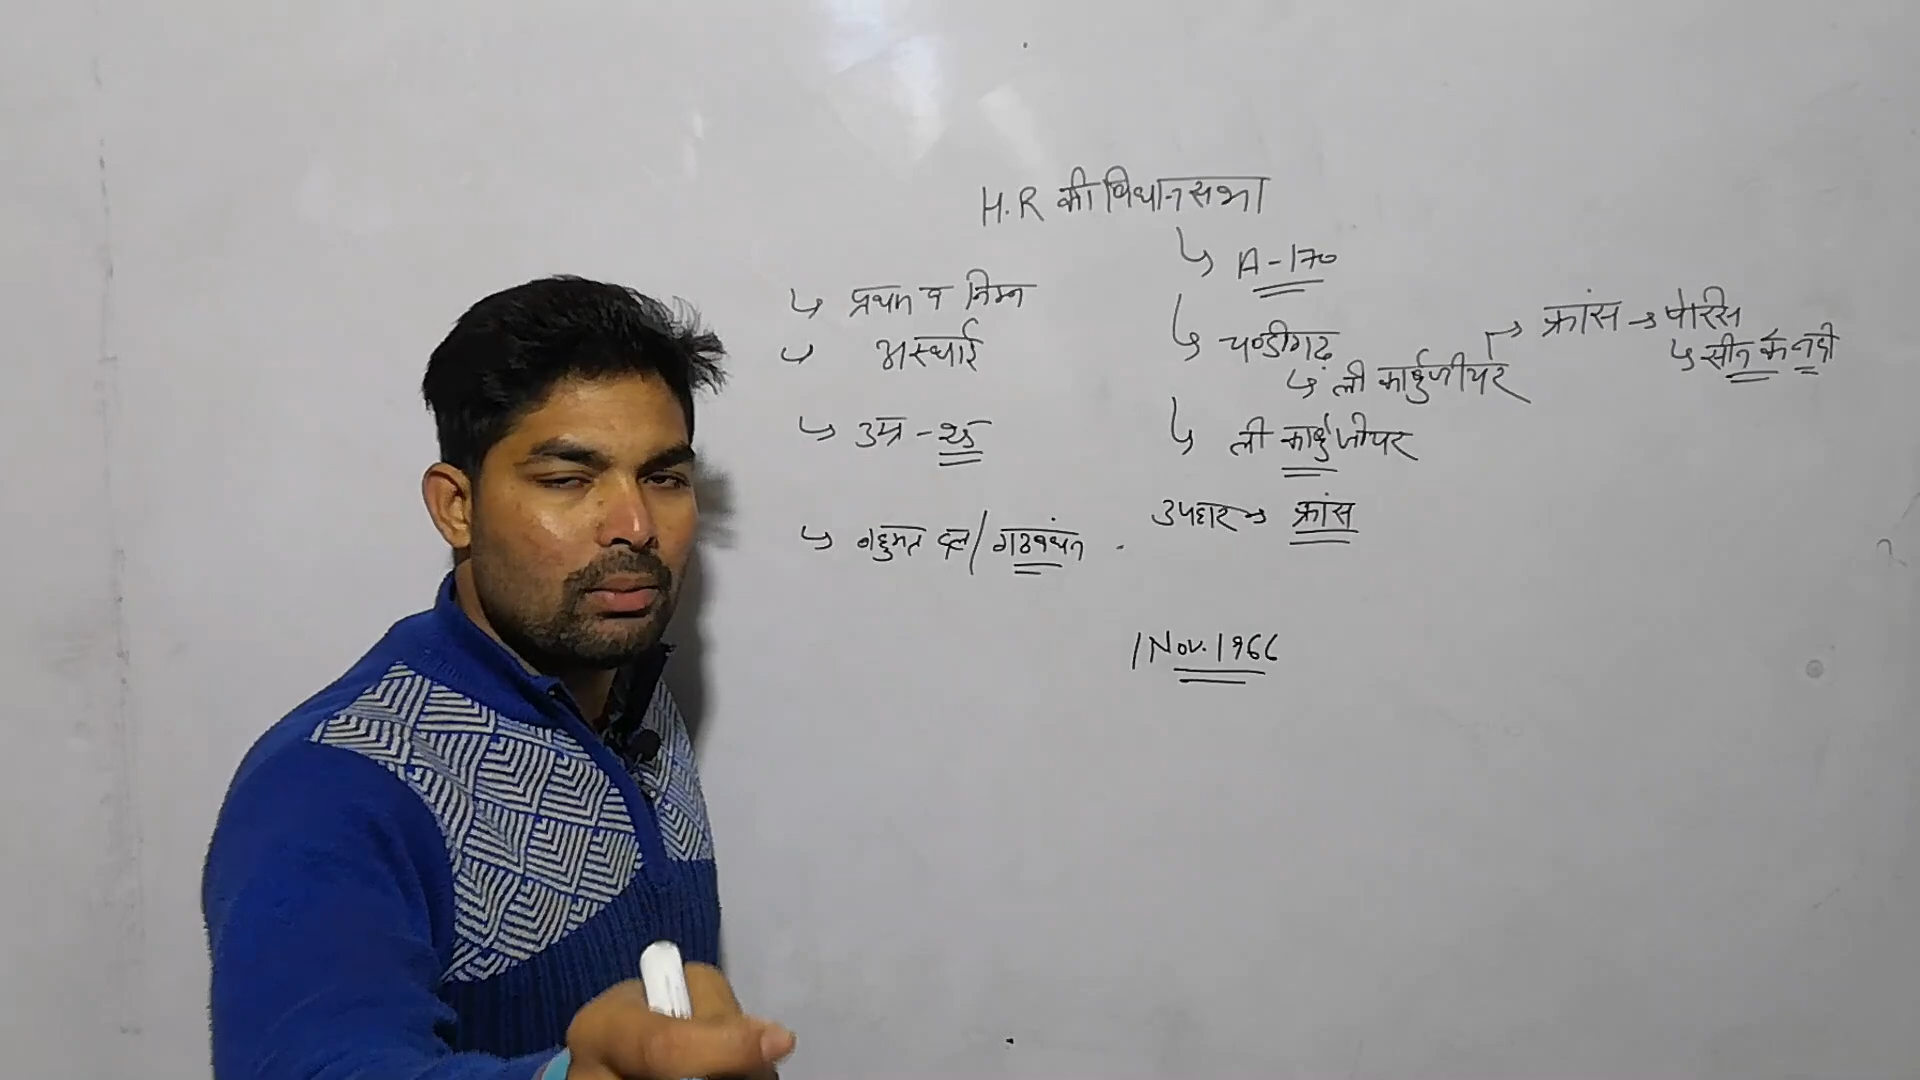 H.R की विधानसभा
↳ A-170
↳ प्रथम व निम्न
↳ अस्थाई
↳ उम्र - 25
↳ बहुमत दल/गठबंधन
↳ चण्डीगढ़
↳ ली कार्बुजीयर
→ फ्रांस → पेरिस
↳ सीन के नदी
↳ ली कार्बुजीयर
उपहार → फ्रांस
1 Nov. 1966